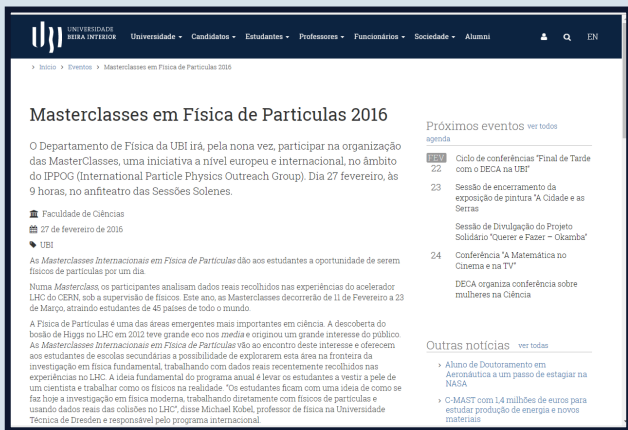 UNIVERSIDADE
BEIRA INTERIOR
Universidade Candidatos Estudantes Professores Funcionários Sociedade Alumni EN
> Início > Eventos > Masterclasses em Física de Partículas 2016
Masterclasses em Física de Particulas 2016
O Departamento de Física da UBI irá, pela nona vez, participar na organização
das MasterClasses, uma iniciativa a nível europeu e internacional, no âmbito
do IPPOG (International Particle Physics Outreach Group). Dia 27 fevereiro, às
9 horas, no anfiteatro das Sessões Solenes.
Faculdade de Ciências
27 de fevereiro de 2016
UBI
As Masterclasses Internacionais em Física de Partículas dão aos estudantes a oportunidade de serem
físicos de partículas por um dia.
Numa Masterclass, os participantes analisam dados reais recolhidos nas experiências do acelerador
LHC do CERN, sob a supervisão de físicos. Este ano, as Masterclasses decorrerão de 11 de Fevereiro a 23
de Março, atraindo estudantes de 45 países de todo o mundo.
A Física de Partículas é uma das áreas emergentes mais importantes em ciência. A descoberta do
bosão de Higgs no LHC em 2012 teve grande eco nos media e originou um grande interesse do público.
As Masterclasses Internacionais em Física de Partículas vão ao encontro deste interesse e oferecem
aos estudantes de escolas secundárias a possibilidade de explorarem esta área na fronteira da
investigação em física fundamental, trabalhando com dados reais recentemente recolhidos nas
experiências no LHC. A ideia fundamental do programa anual é levar os estudantes a vestir a pele de
um cientista e trabalhar como os físicos na realidade. "Os estudantes ficam com uma ideia de como se
faz hoje a investigação em física moderna, trabalhando diretamente com físicos de partículas e
usando dados reais das colisões no LHC", disse Michael Kobel, professor de física na Universidade
Técnica de Dresden e responsável pelo programa internacional.
Próximos eventos ver todos
agenda
FEV
22 Ciclo de conferências "Final de Tarde
com o DECA na UBI"
23 Sessão de encerramento da
exposição de pintura "A Cidade e as
Serras
Sessão de Divulgação do Projeto
Solidário "Querer e Fazer – Okamba"
24 Conferência "A Matemática no
Cinema e na TV"
DECA organiza conferência sobre
mulheres na Ciência
Outras notícias ver todas
> Aluno de Doutoramento em
Aeronáutica a um passo de estagiar na
NASA
> C-MAST com 1,4 milhões de euros para
estudar produção de energia e novos
materiais